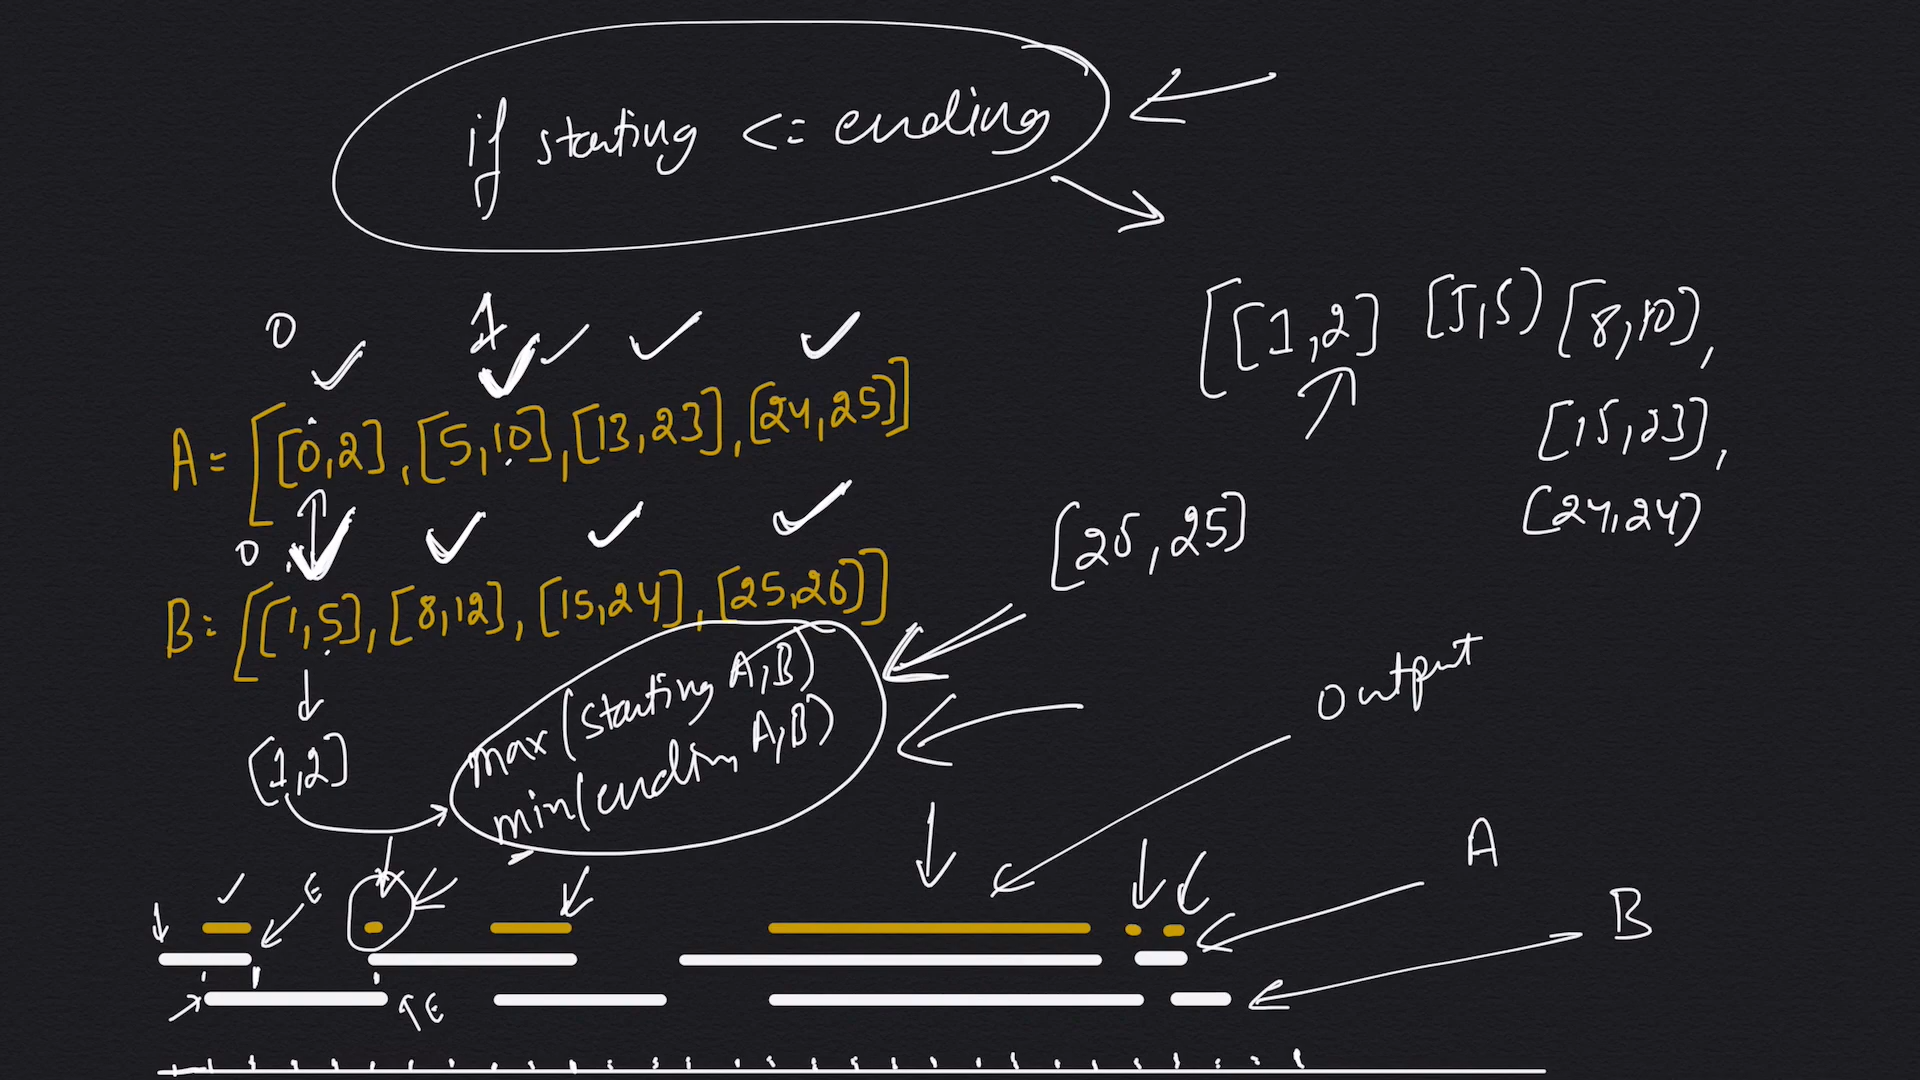 if starting <= ending
0 1
[[1,2] [5,5] [8,10],
A = [[0,2],[5,10],[13,23],[24,25]]
[15,23],
[24,24]
[25,25]
0
B: [[1,5],[8,12],[15,24],[25,26]]
max(starting A,B)
min(ending A,B)
[1,2]
output
A
E
B
E